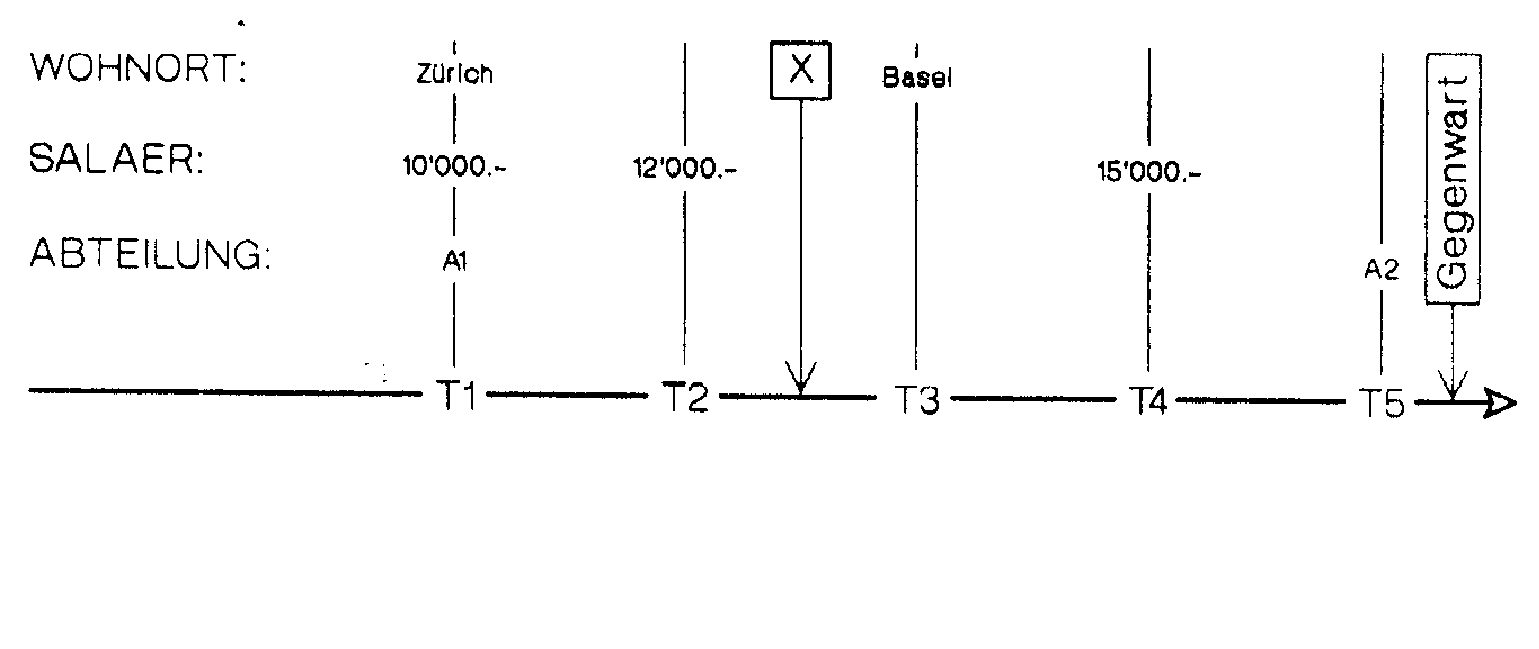 WOHNORT: Zürich X Basel
SALAER: 10'000.- 12'000.- 15'000.-
ABTEILUNG: A1 A2
Gegenwart
T1 T2 T3 T4 T5